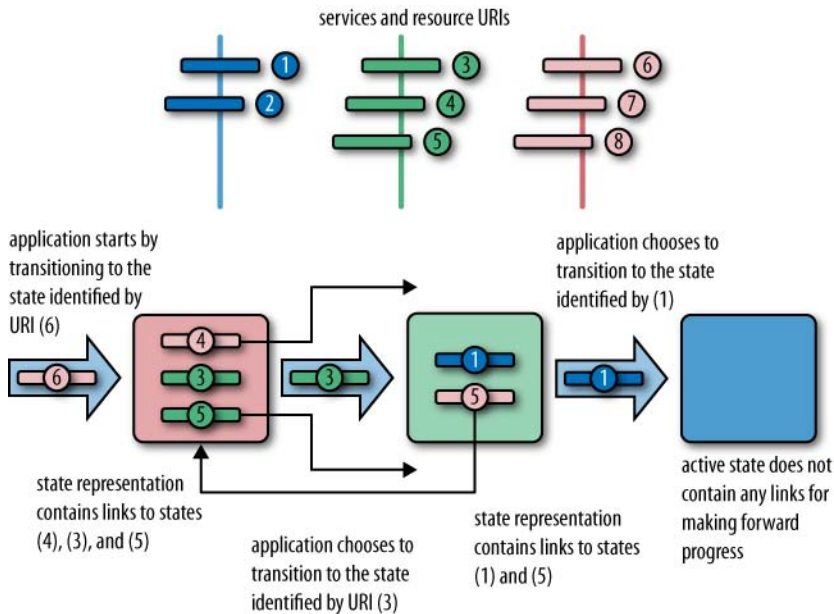 services and resource URIs
1
3
6
2
4
7
5
8
application starts by
transitioning to the
state identified by
URI (6)
application chooses to
transition to the state
identified by (1)
6
4
3
5
3
1
5
1
state representation
contains links to states
(4), (3), and (5)
application chooses to
transition to the state
identified by URI (3)
state representation
contains links to states
(1) and (5)
active state does not
contain any links for
making forward
progress